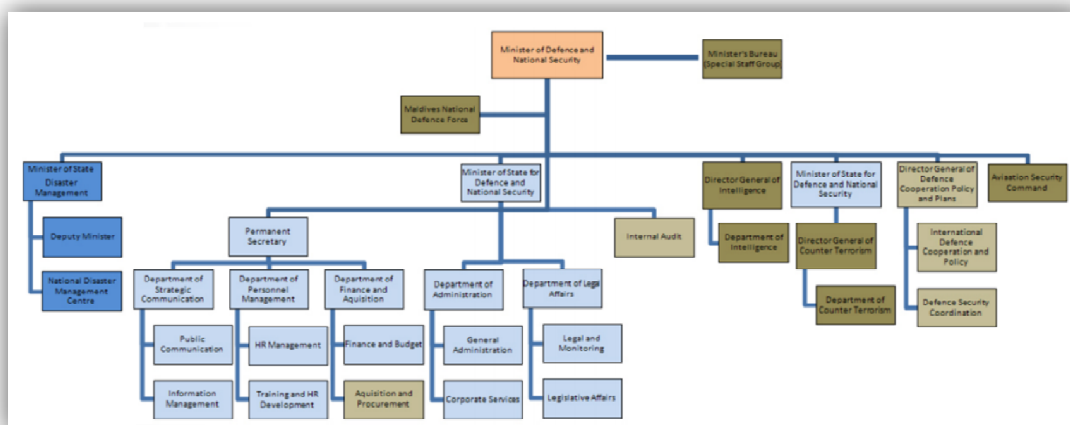 Minister of Defence and
National Security
Minister's Bureau
(Special Staff Group)
Maldives National
Defence Force
Minister of State
Disaster Management
Minister of State for
Defence and National
Security
Director General of
Intelligence
Minister of State for
Defence and National
Security
Director General of
Defence
Cooperation Policy
and Plans
Aviaation Security
Command
Deputy Minister
National Disaster
Management
Centre
Permanent
Secretary
Internal Audit
Department of
Intelligence
Director General of
Counter Terrorism
Department of
Counter Terrorism
International
Defence
Cooperation and
Policy
Defence Security
Coordination
Department of
Strategic
Communication
Department of
Personnel
Management
Department of
Finance and
Aquisition
Department of
Administration
Department of Legal
Affairs
Public
Communication
HR Management
Finance and Budget
General
Administration
Legal and
Monitoring
Information
Management
Training and HR
Development
Aquisition and
Procurement
Corporate Services
Legislative Affairs